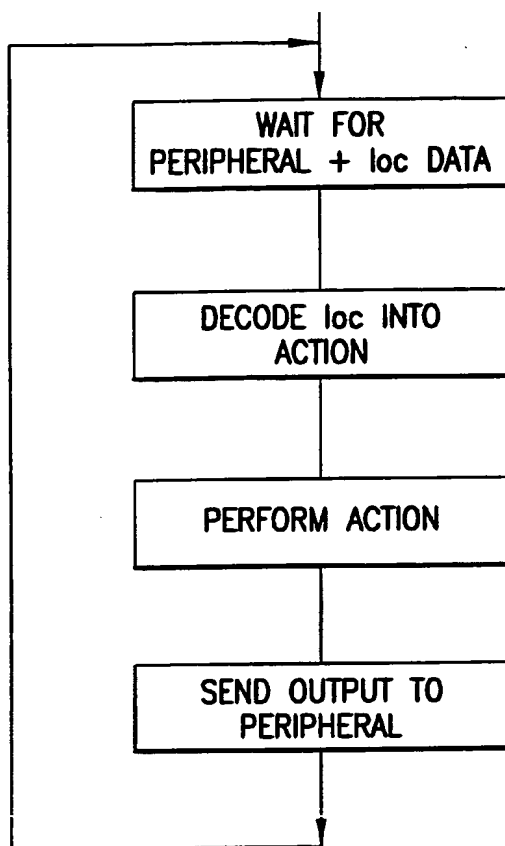 WAIT FOR
PERIPHERAL + loc DATA
DECODE loc INTO
ACTION
PERFORM ACTION
SEND OUTPUT TO
PERIPHERAL